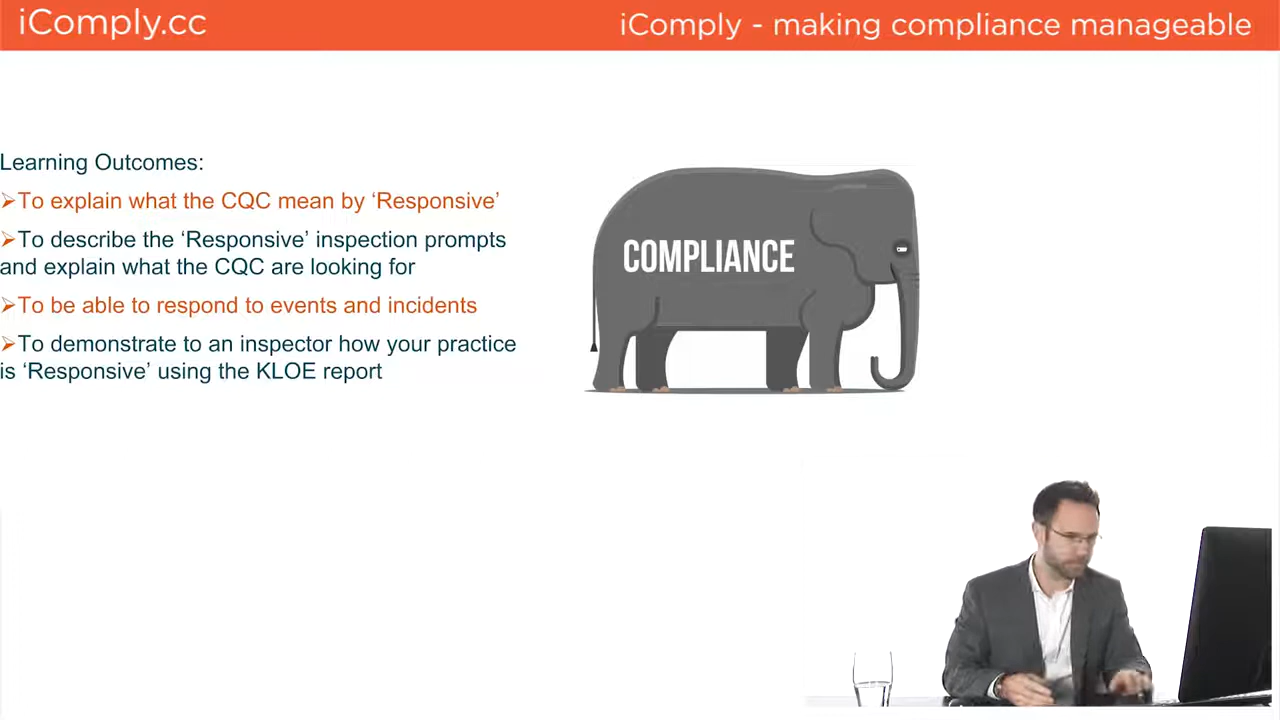 iComply.cc
iComply - making compliance manageable
Learning Outcomes:
➢To explain what the CQC mean by ‘Responsive’
➢To describe the ‘Responsive’ inspection prompts
and explain what the CQC are looking for
➢To be able to respond to events and incidents
➢To demonstrate to an inspector how your practice
is ‘Responsive’ using the KLOE report
COMPLIANCE